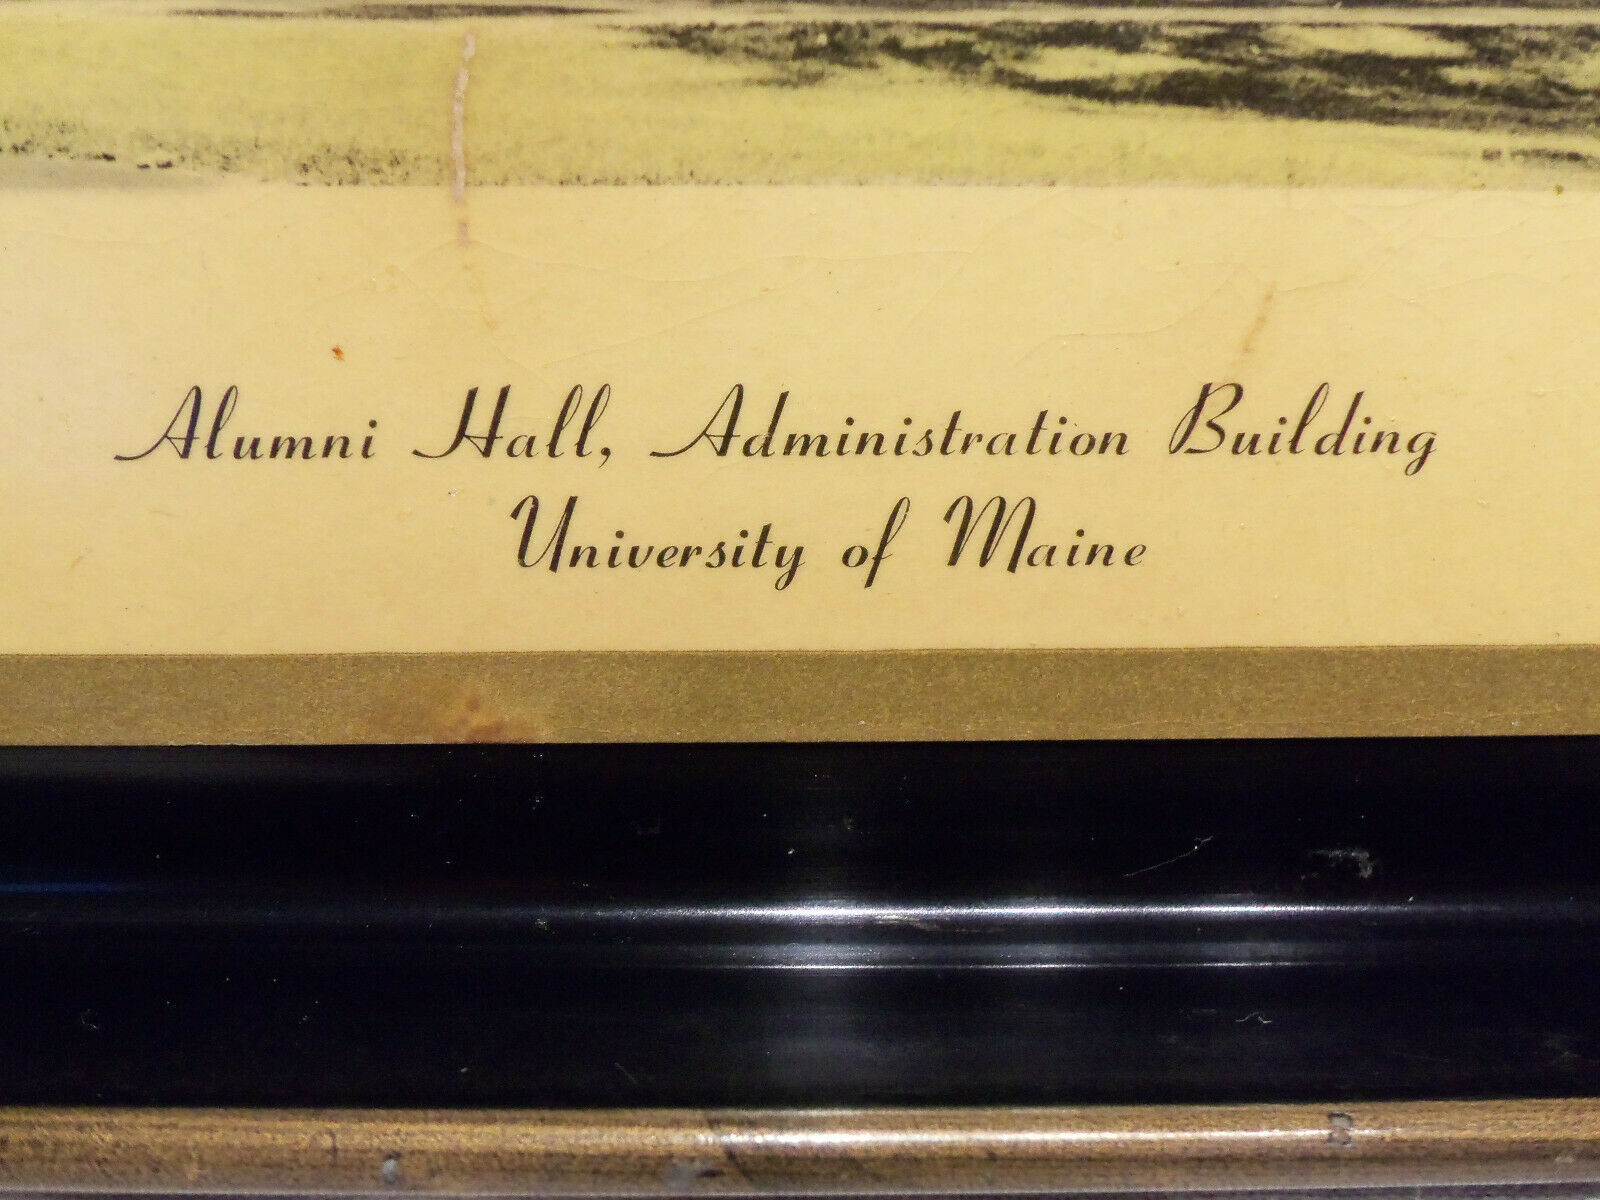 Alumni Hall, Administration Building
University of Maine